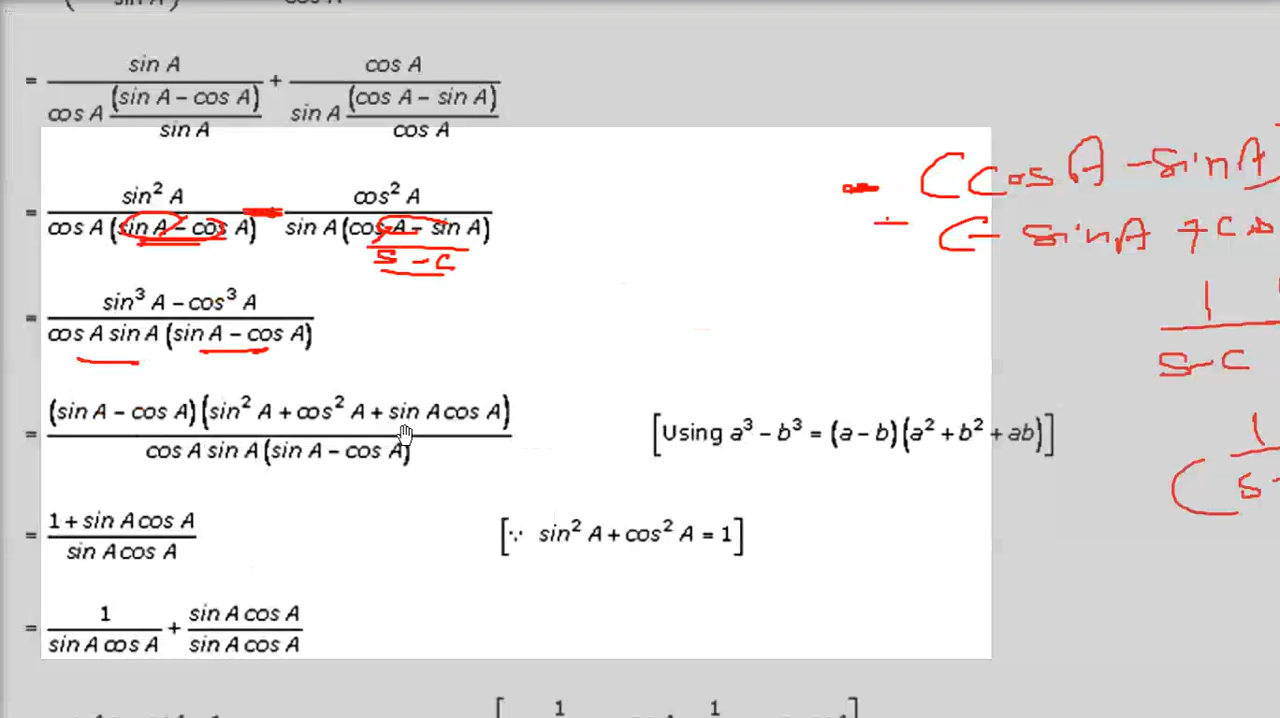 = sin A / cos A (sin A − cos A) / sin A + cos A / sin A (cos A − sin A) / cos A
= sin² A / cos A (sin A − cos A) − cos² A / sin A (cos A − sin A)
s − c
− (cos A − sin A)
− (− sin A + cos
= sin³ A − cos³ A / cos A sin A (sin A − cos A)
1
s−c
= (sin A − cos A)(sin² A + cos² A + sin A cos A) / cos A sin A (sin A − cos A) [Using a³ − b³ = (a − b)(a² + b² + ab)]
1
(s-
= 1 + sin A cos A / sin A cos A [∵ sin² A + cos² A = 1]
= 1 / sin A cos A + sin A cos A / sin A cos A